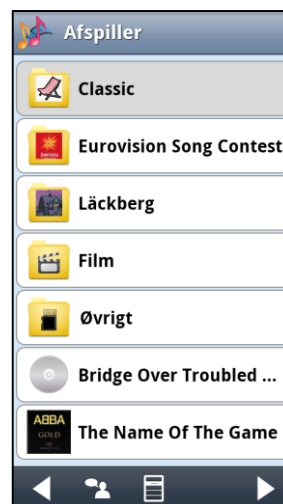 Afspiller
Classic
Eurovision Song Contest
Läckberg
Film
Øvrigt
Bridge Over Troubled ...
ABBA
GOLD
The Name Of The Game